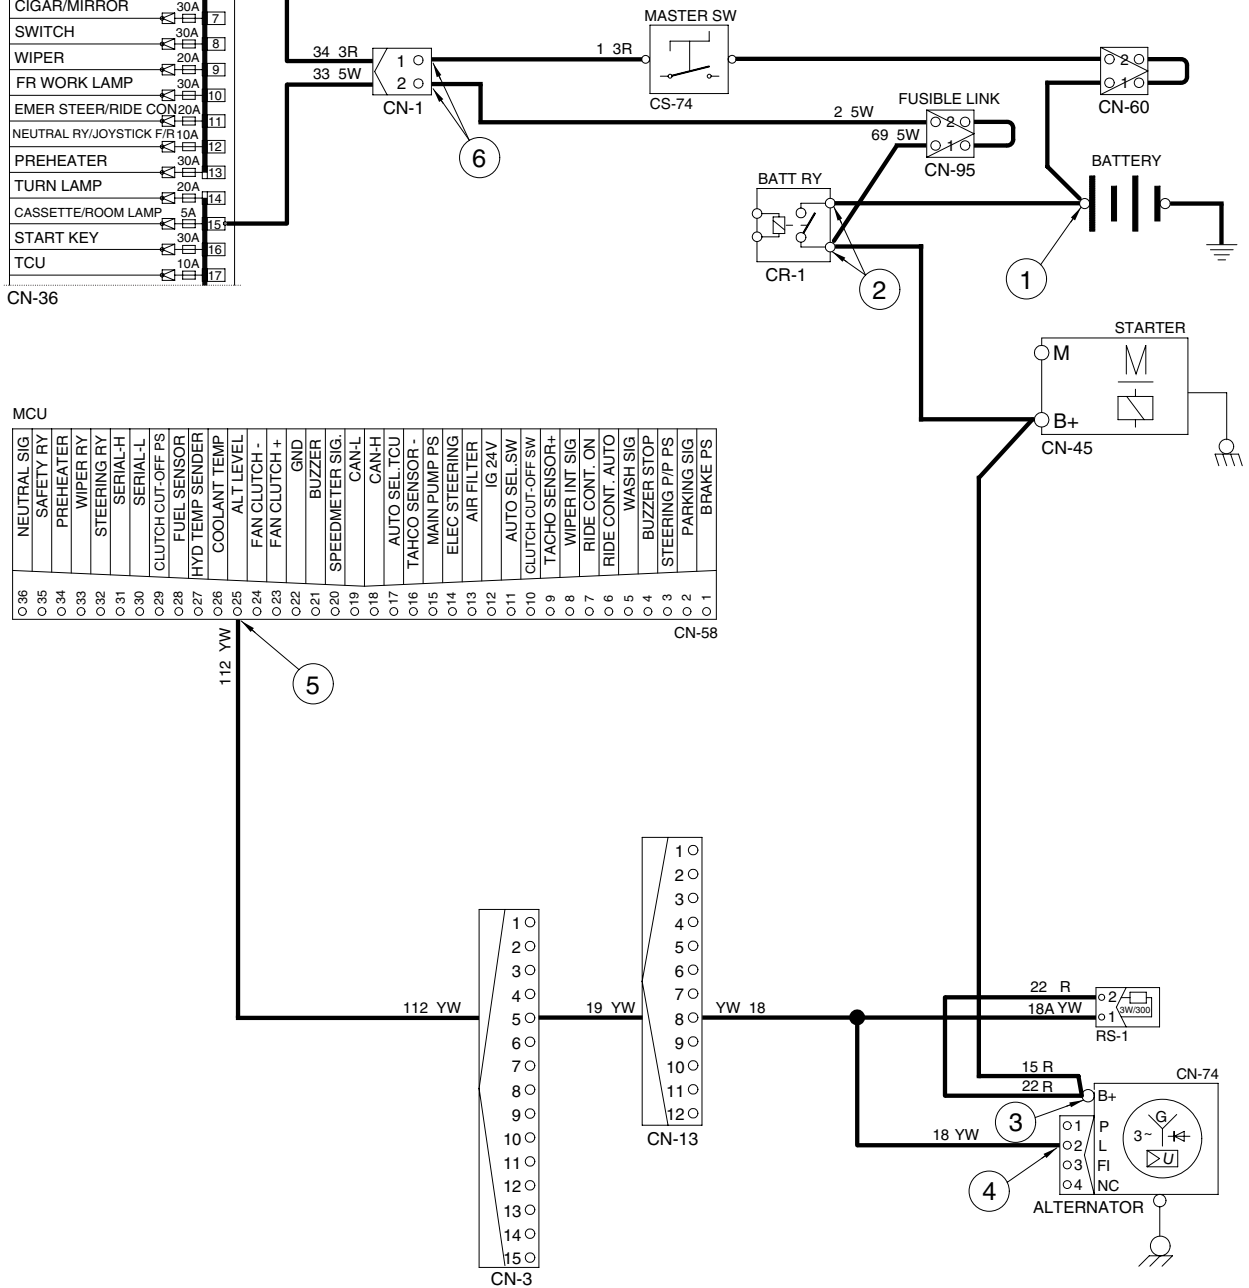 CIGAR/MIRROR 30A 7
SWITCH 30A 8
WIPER 20A 9
FR WORK LAMP 30A 10
EMER STEER/RIDE CON 20A 11
NEUTRAL RY/JOYSTICK F/R 10A 12
PREHEATER 30A 13
TURN LAMP 20A 14
CASSETTE/ROOM LAMP 5A 15
START KEY 30A 16
TCU 10A 17
CN-36
34 3R
33 5W
1
2
CN-1
6
1 3R
MASTER SW
CS-74
2
1
CN-60
FUSIBLE LINK
2 5W
69 5W
2
1
CN-95
BATT RY
CR-1
2
BATTERY
1
STARTER
M
M
B+
CN-45
MCU
NEUTRAL SIG
SAFETY RY
PREHEATER
WIPER RY
STEERING RY
SERIAL-H
SERIAL-L
CLUTCH CUT-OFF PS
FUEL SENSOR
HYD TEMP SENDER
COOLANT TEMP
ALT LEVEL
FAN CLUTCH -
FAN CLUTCH +
GND
BUZZER
SPEEDMETER SIG.
CAN-L
CAN-H
AUTO SEL.TCU
TAHCO SENSOR -
MAIN PUMP PS
ELEC STEERING
AIR FILTER
IG 24V
AUTO SEL.SW
CLUTCH CUT-OFF SW
TACHO SENSOR+
WIPER INT SIG
RIDE CONT. ON
RIDE CONT. AUTO
WASH SIG
BUZZER STOP
STEERING P/P PS
PARKING SIG
BRAKE PS
36 35 34 33 32 31 30 29 28 27 26 25 24 23 22 21 20 19 18 17 16 15 14 13 12 11 10 9 8 7 6 5 4 3 2 1
CN-58
112 YW
5
112 YW
1
2
3
4
5
6
7
8
9
10
11
12
13
14
15
CN-3
19 YW
1
2
3
4
5
6
7
8
9
10
11
12
CN-13
YW 18
22 R
18A YW
2
1
3W/300
RS-1
15 R
22 R
CN-74
3
B+
18 YW
4
1 P
2 L
3 FI
4 NC
G
3~
U
ALTERNATOR